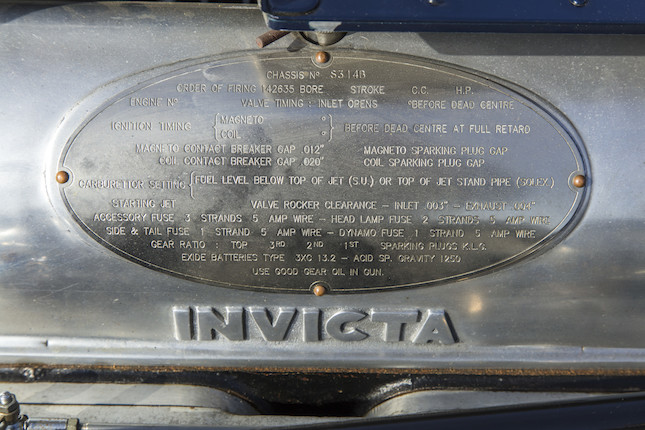 CHASSIS Nº S314B
ORDER OF FIRING 142635 BORE STROKE C.C. H.P.
ENGINE Nº VALVE TIMING : INLET OPENS ºBEFORE DEAD CENTRE
IGNITION TIMING { MAGNETO º } BEFORE DEAD CENTRE AT FULL RETARD
COIL º
MAGNETO CONTACT BREAKER GAP .012" MAGNETO SPARKING PLUG GAP
COIL CONTACT BREAKER GAP .020" COIL SPARKING PLUG GAP
CARBURETTOR SETTING { FUEL LEVEL BELOW TOP OF JET (S.U.) OR TOP OF JET STAND PIPE (SOLEX)
STARTING JET VALVE ROCKER CLEARANCE - INLET .003" - EXHAUST .004"
ACCESSORY FUSE 3 STRANDS 5 AMP WIRE - HEAD LAMP FUSE 2 STRANDS 5 AMP WIRE
SIDE & TAIL FUSE 1 STRAND 5 AMP WIRE - DYNAMO FUSE 1 STRAND 5 AMP WIRE
GEAR RATIO : TOP 3RD 2ND 1ST SPARKING PLUGS K.L.G.
EXIDE BATTERIES TYPE 3XC 13.2 - ACID SP. GRAVITY 1250
USE GOOD GEAR OIL IN GUN.
INVICTA